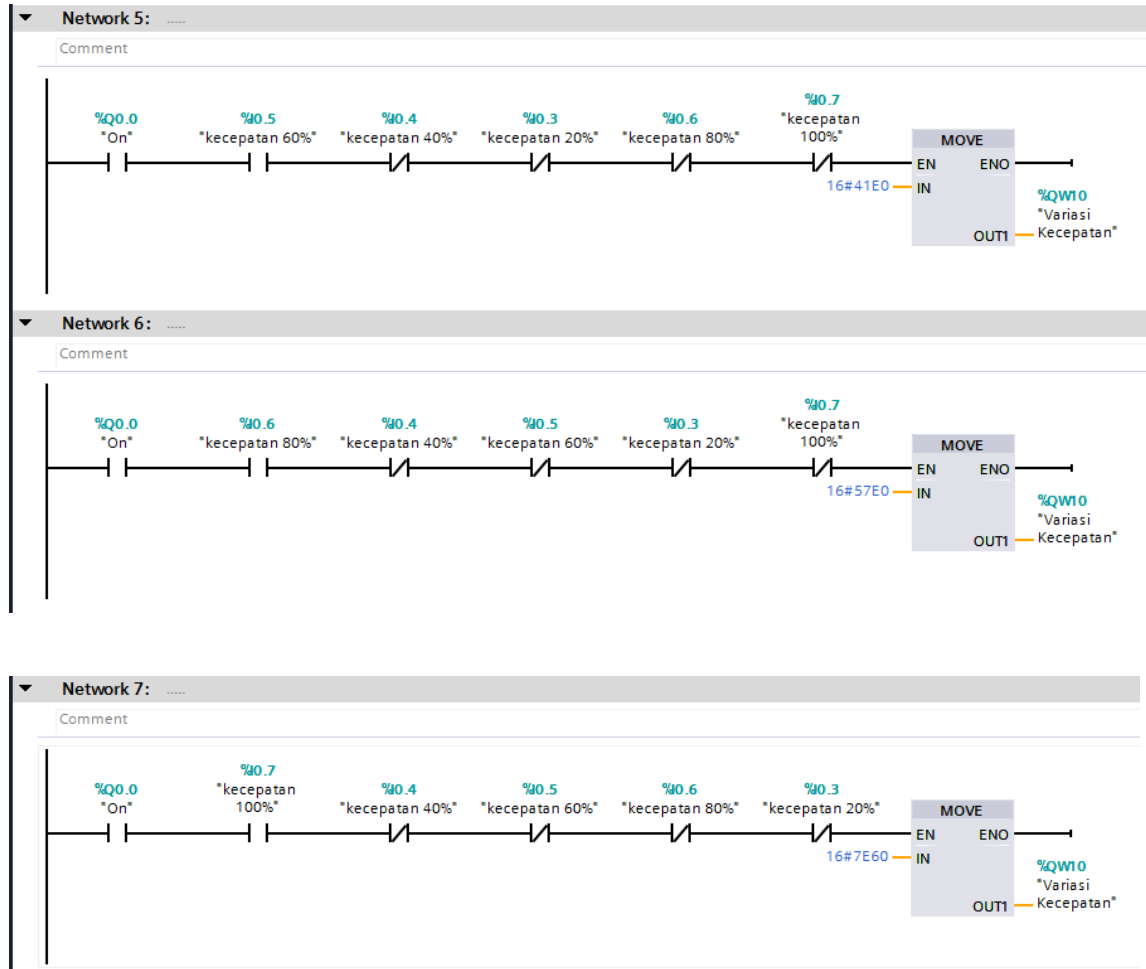 Network 5: .....
Comment
%I0.7
%Q0.0 %I0.5 %I0.4 %I0.3 %I0.6 "kecepatan
"On" "kecepatan 60%" "kecepatan 40%" "kecepatan 20%" "kecepatan 80%" 100%"
MOVE
EN ENO
16#41E0 IN
%QW10
"Variasi
OUT1 Kecepatan"
Network 6: .....
Comment
%I0.7
%Q0.0 %I0.6 %I0.4 %I0.5 %I0.3 "kecepatan
"On" "kecepatan 80%" "kecepatan 40%" "kecepatan 60%" "kecepatan 20%" 100%"
MOVE
EN ENO
16#57E0 IN
%QW10
"Variasi
OUT1 Kecepatan"
Network 7: .....
Comment
%I0.7
%Q0.0 "kecepatan %I0.4 %I0.5 %I0.6 %I0.3
"On" 100%" "kecepatan 40%" "kecepatan 60%" "kecepatan 80%" "kecepatan 20%"
MOVE
EN ENO
16#7E60 IN
%QW10
"Variasi
OUT1 Kecepatan"